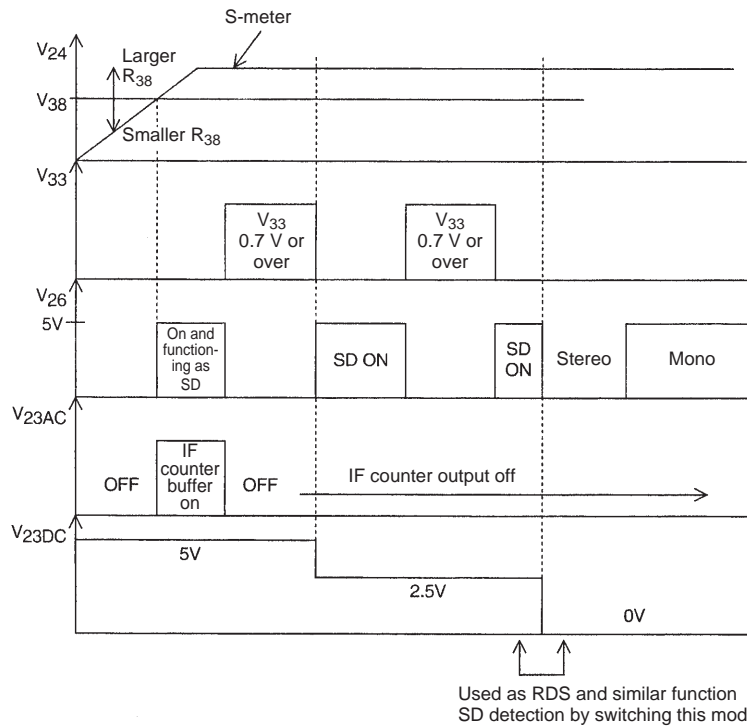 S-meter
V24
Larger
R38
V38
Smaller R38
V33
V33
0.7 V or
over
V33
0.7 V or
over
V26
5V
On and
function-
ing as
SD
SD ON
SD
ON
Stereo
Mono
V23AC
OFF
IF
counter
buffer
on
OFF
IF counter output off
V23DC
5V
2.5V
0V
Used as RDS and similar function
SD detection by switching this mod